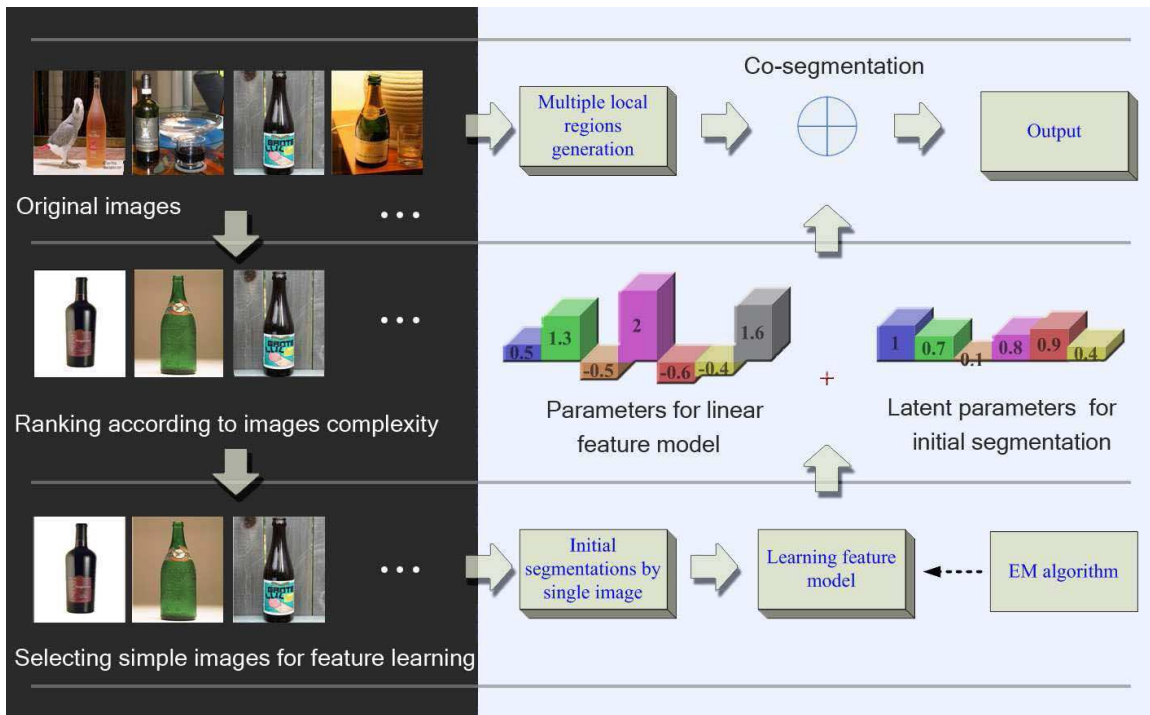 Co-segmentation
Multiple local
regions
generation
Output
GANTE
LUZ
Original images
...
...
0.5
1.3
-0.5
2
-0.6
-0.4
1.6
1
0.7
0.1
0.8
0.9
0.4
Ranking according to images complexity
Parameters for linear
feature model
+
Latent parameters for
initial segmentation
...
Initial
segmentations by
single image
Learning feature
model
EM algorithm
Selecting simple images for feature learning